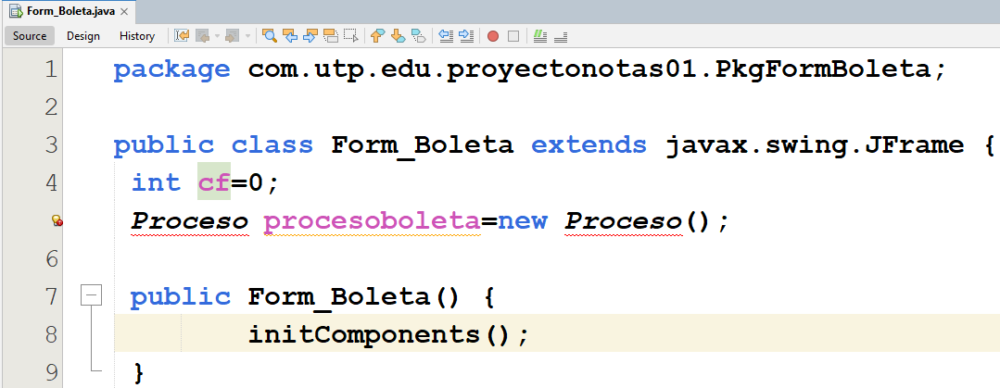 Form_Boleta.java
Source Design History
1 package com.utp.edu.proyectonotas01.PkgFormBoleta;
2
3 public class Form_Boleta extends javax.swing.JFrame {
4 int cf=0;
Proceso procesoboleta=new Proceso();
6
7 public Form_Boleta() {
8 initComponents();
9 }